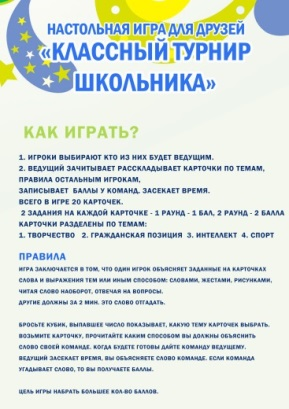 НАСТОЛЬНАЯ ИГРА ДЛЯ ДРУЗЕЙ
«КЛАССНЫЙ ТУРНИР
ШКОЛЬНИКА»
КАК ИГРАТЬ?
1. ИГРОКИ ВЫБИРАЮТ КТО ИЗ НИХ БУДЕТ ВЕДУЩИМ.
2. ВЕДУЩИЙ ЗАЧИТЫВАЕТ РАССКЛАДЫВАЕТ КАРТОЧКИ ПО ТЕМАМ,
ПРАВИЛА ОСТАЛЬНЫМ ИГРОКАМ,
ЗАПИСЫВАЕТ БАЛЛЫ У КОМАНД, ЗАСЕКАЕТ ВРЕМЯ.
ВСЕГО В ИГРЕ 20 КАРТОЧЕК.
2 ЗАДАНИЯ НА КАЖДОЙ КАРТОЧКЕ - 1 РАУНД - 1 БАЛ, 2 РАУНД - 2 БАЛЛА
КАРТОЧКИ РАЗДЕЛЕНЫ ПО ТЕМАМ:
1. ТВОРЧЕСТВО 2. ГРАЖДАНСКАЯ ПОЗИЦИЯ 3. ИНТЕЛЛЕКТ 4. СПОРТ
ПРАВИЛА
ИГРА ЗАКЛЮЧАЕТСЯ В ТОМ, ЧТО ОДИН ИГРОК ОБЪЯСНЯЕТ ЗАДАННЫЕ НА КАРТОЧКАХ
СЛОВА И ВЫРАЖЕНИЯ ТЕМ ИЛИ ИНЫМ СПОСОБОМ: СЛОВАМИ, ЖЕСТАМИ, РИСУНКАМИ,
ЧИТАЯ СЛОВО НАОБОРОТ, ОТВЕЧАЯ НА ВОПРОСЫ.
ДРУГИЕ ДОЛЖНЫ ЗА 2 МИН. ЭТО СЛОВО ОТГАДАТЬ.
БРОСЬТЕ КУБИК, ВЫПАВШЕЕ ЧИСЛО ПОКАЗЫВАЕТ, КАКУЮ ТЕМУ КАРТОЧЕК ВЫБРАТЬ.
ВОЗЬМИТЕ КАРТОЧКУ, ПРОЧИТАЙТЕ КАКИМ СПОСОБОМ ВЫ ДОЛЖНЫ ОБЪЯСНИТЬ
СЛОВО СВОЕЙ КОМАНДЕ. КОГДА БУДЕТЕ ГОТОВЫ ДАЙТЕ КОМАНДУ ВЕДУЩЕМУ.
ВЕДУЩИЙ ЗАСЕКАЕТ ВРЕМЯ, ВЫ ОБЪЯСНЯЕТЕ СЛОВО КОМАНДЕ. ЕСЛИ КОМАНДА
УГАДЫВАЕТ СЛОВО, ТО ВЫ ПОЛУЧАЕТЕ БАЛЛЫ.
ЦЕЛЬ ИГРЫ НАБРАТЬ БОЛЬШЕЕ КОЛ-ВО БАЛЛОВ.